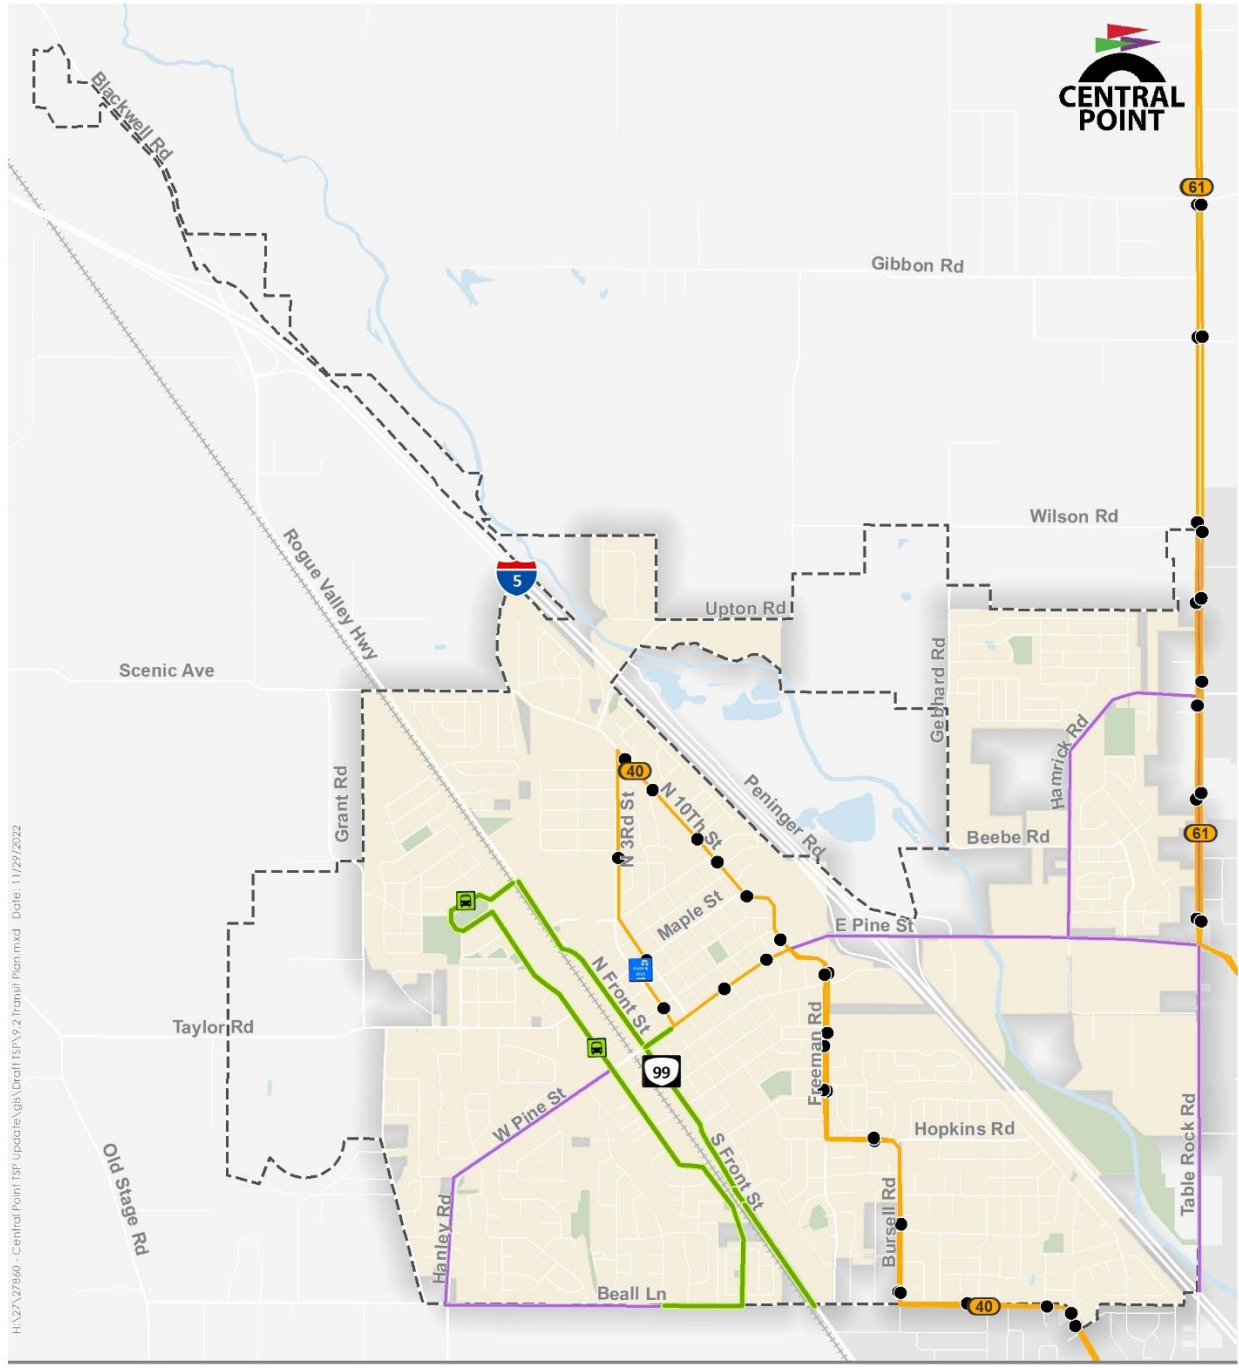 CENTRAL
POINT
Blackwell Rd
61
Gibbon Rd
Wilson Rd
Rogue Valley Hwy
5
Upton Rd
Scenic Ave
Gebhard Rd
Hamrick Rd
40
Grant Rd
N 3Rd St
N 10Th St
Peninger Rd
Beebe Rd
61
Maple St
E Pine St
N Front St
Taylor Rd
99
Freeman Rd
W Pine St
Hopkins Rd
S Front St
Old Stage Rd
Hanley Rd
Bursell Rd
Table Rock Rd
Beall Ln
40
H:\27\27860 - Central Point TSP Update\gis\Draft TSP\9.2 Transit Plan.mxd Date: 11/29/2022